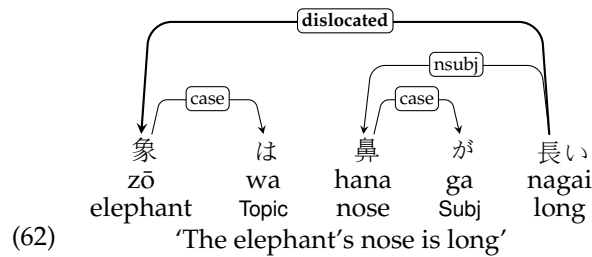 dislocated
nsubj
case case
象 は 鼻 が 長い
zō wa hana ga nagai
elephant Topic nose Subj long
(62) ‘The elephant’s nose is long’